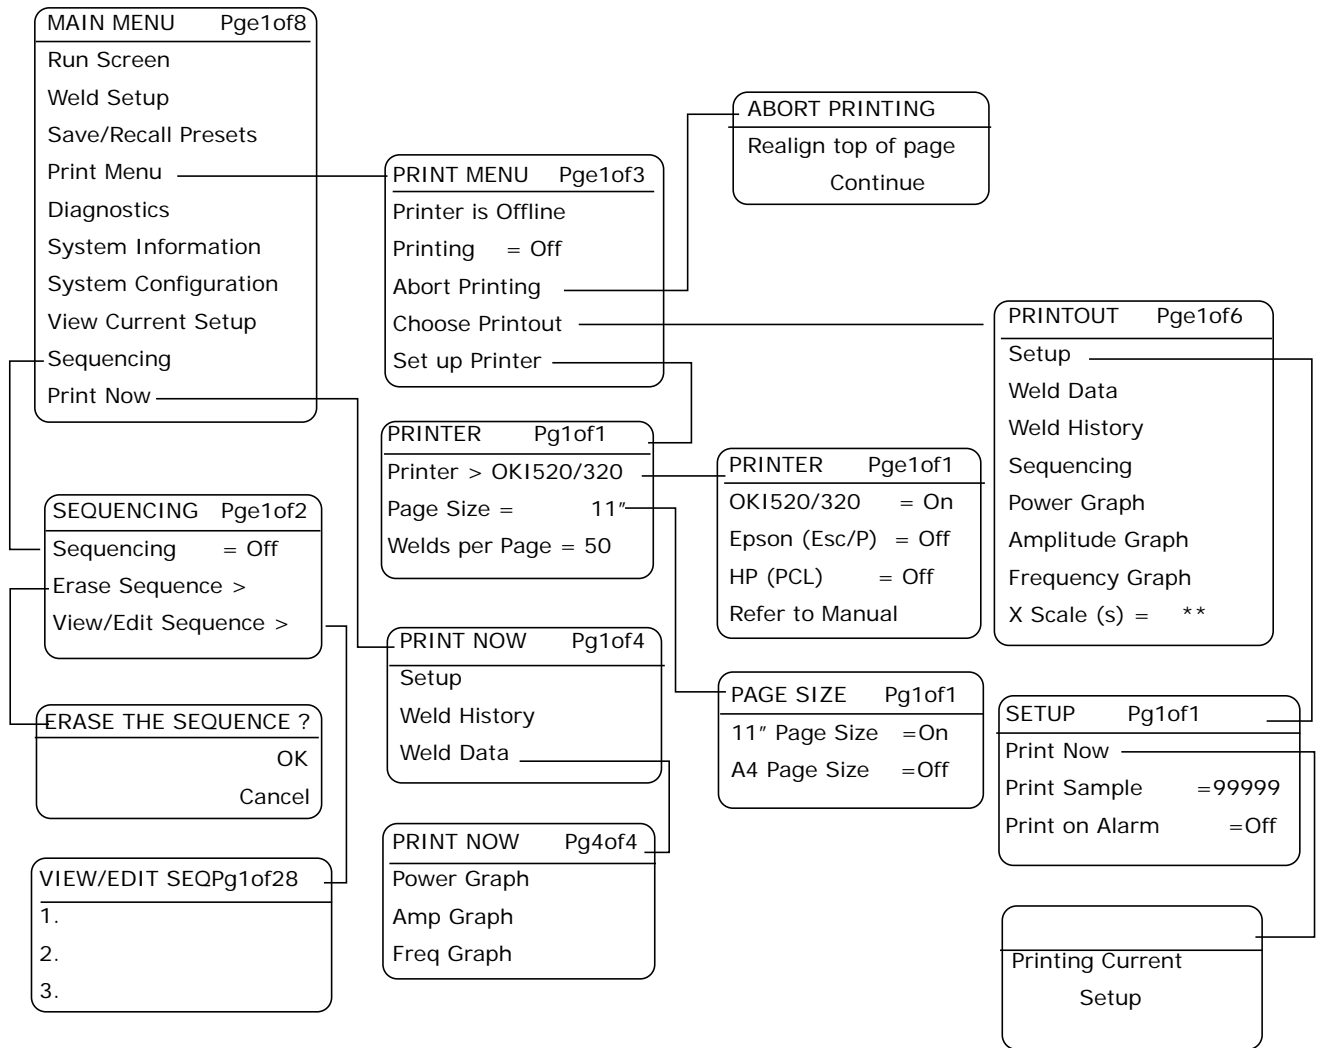 MAIN MENU Pge1of8
Run Screen
Weld Setup
Save/Recall Presets
Print Menu
Diagnostics
System Information
System Configuration
View Current Setup
Sequencing
Print Now
SEQUENCING Pge1of2
Sequencing = Off
Erase Sequence >
View/Edit Sequence >
ERASE THE SEQUENCE ?
OK
Cancel
VIEW/EDIT SEQPg1of28
1.
2.
3.
PRINT MENU Pge1of3
Printer is Offline
Printing = Off
Abort Printing
Choose Printout
Set up Printer
PRINTER Pg1of1
Printer > OKI520/320
Page Size = 11"
Welds per Page = 50
PRINT NOW Pg1of4
Setup
Weld History
Weld Data
PRINT NOW Pg4of4
Power Graph
Amp Graph
Freq Graph
ABORT PRINTING
Realign top of page
Continue
PRINTER Pge1of1
OKI520/320 = On
Epson (Esc/P) = Off
HP (PCL) = Off
Refer to Manual
PAGE SIZE Pg1of1
11" Page Size =On
A4 Page Size =Off
PRINTOUT Pge1of6
Setup
Weld Data
Weld History
Sequencing
Power Graph
Amplitude Graph
Frequency Graph
X Scale (s) = **
SETUP Pg1of1
Print Now
Print Sample =99999
Print on Alarm =Off
Printing Current
Setup